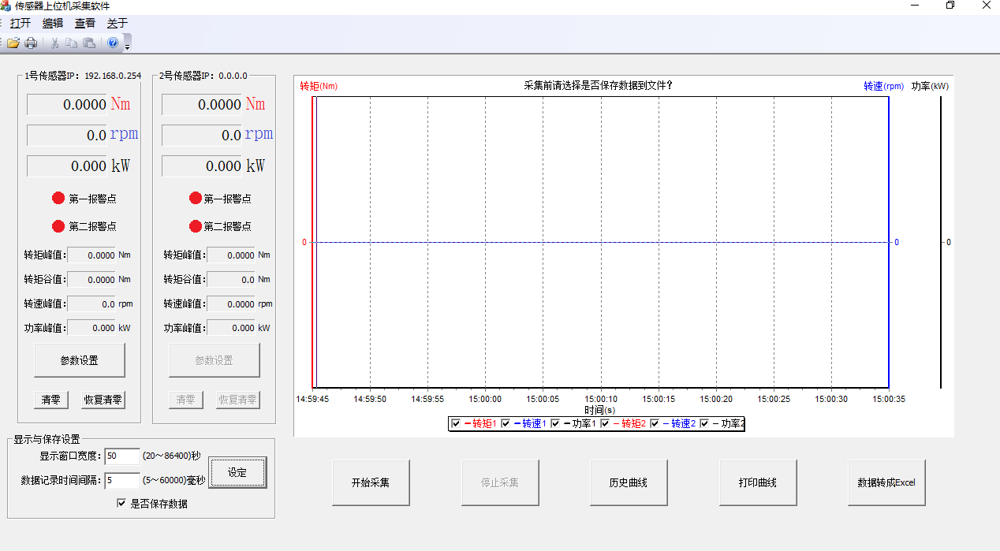 传感器上位机采集软件
打开 编辑 查看 关于
1号传感器IP：192.168.0.254
0.0000 Nm
0.0 rpm
0.000 kW
第一报警点
第二报警点
转矩峰值: 0.0000 Nm
转矩谷值: 0.0000 Nm
转速峰值: 0.0 rpm
功率峰值: 0.000 kW
参数设置
清零 恢复清零
2号传感器IP：0.0.0.0
0.0000 Nm
0.0 rpm
0.000 kW
第一报警点
第二报警点
转矩峰值: 0.0000 Nm
转矩谷值: 0.0 Nm
转速峰值: 0.0000 rpm
功率峰值: 0.000 kW
参数设置
清零 恢复清零
显示与保存设置
显示窗口宽度: 50 (20～86400)秒
数据记录时间间隔: 5 (5～60000)毫秒
设定
是否保存数据
转矩(Nm) 采集前请选择是否保存数据到文件？ 转速(rpm) 功率(kW)
0 0 0
14:59:45 14:59:50 14:59:55 15:00:00 15:00:05 15:00:10 15:00:15 15:00:20 15:00:25 15:00:30 15:00:35
时间(s)
转矩1 转速1 功率1 转矩2 转速2 功率2
开始采集 停止采集 历史曲线 打印曲线 数据转成Excel